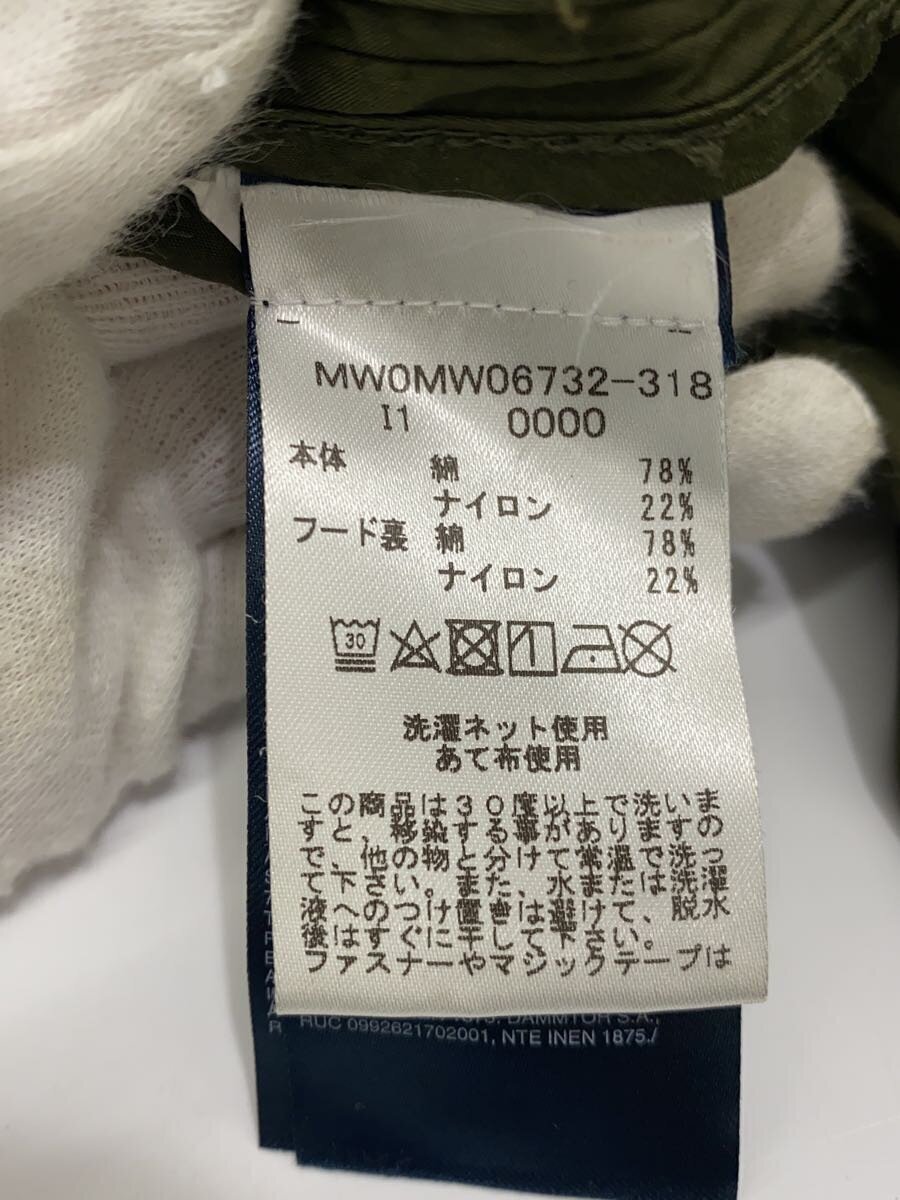 MW0MW06732-318
I1 0000
本体 綿 78%
ナイロン 22%
フード裏 綿 78%
ナイロン 22%
30
洗濯ネット使用
あて布使用
この商品は30度以上で洗いま
すと、移染する事がありますの
で、他の物と分けて常温で洗っ
て下さい。また、水または洗濯
液へのつけ置きは避けて、脱水
後はすぐに干して下さい。
ファスナーやマジックテープは
DAMMTOR S.A.,
RUC 0992621702001, NTE INEN 1875./